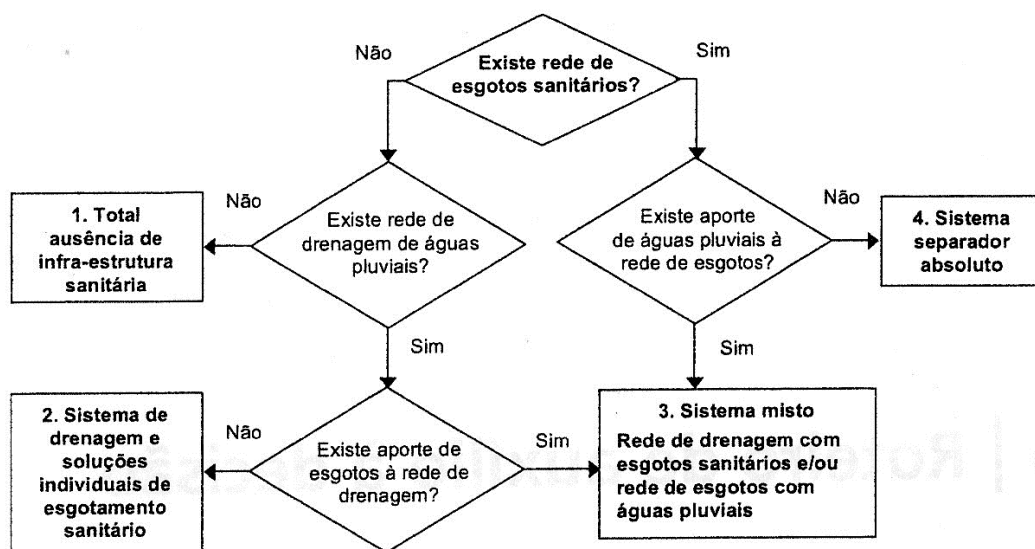 Não
Sim
Existe rede de
esgotos sanitários?
Não
1. Total
ausência de
infra-estrutura
sanitária
Existe rede de
drenagem de águas
pluviais?
Existe aporte
de águas pluviais à
rede de esgotos?
Não
4. Sistema
separador
absoluto
Sim
Sim
2. Sistema de
drenagem e
soluções
individuais de
esgotamento
sanitário
Não
Existe aporte de
esgotos à rede de
drenagem?
Sim
3. Sistema misto
Rede de drenagem com
esgotos sanitários e/ou
rede de esgotos com
águas pluviais